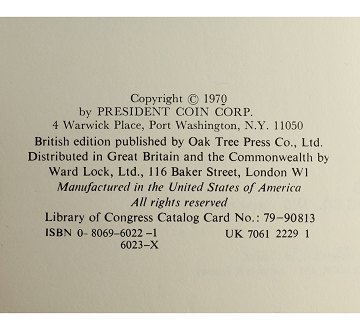 Copyright © 1970
by PRESIDENT COIN CORP.
4 Warwick Place, Port Washington, N.Y. 11050
British edition published by Oak Tree Press Co., Ltd.
Distributed in Great Britain and the Commonwealth by
Ward Lock, Ltd., 116 Baker Street, London W1
Manufactured in the United States of America
All rights reserved
Library of Congress Catalog Card No.: 79-90813
ISBN 0- 8069-6022 -1 UK 7061 2229 1
6023-X